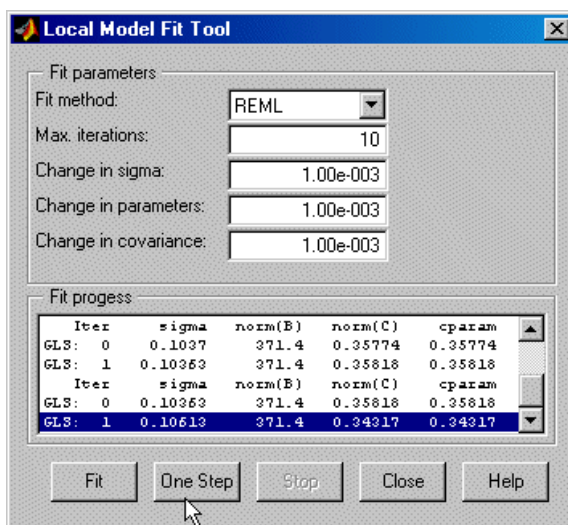 Local Model Fit Tool
Fit parameters
Fit method: REML
Max. iterations: 10
Change in sigma: 1.00e-003
Change in parameters: 1.00e-003
Change in covariance: 1.00e-003
Fit progess
Iter sigma norm(B) norm(C) cparam
GLS: 0 0.1037 371.4 0.35774 0.35774
GLS: 1 0.10363 371.4 0.35818 0.35818
Iter sigma norm(B) norm(C) cparam
GLS: 0 0.10363 371.4 0.35818 0.35818
GLS: 1 0.10613 371.4 0.34317 0.34317
Fit One Step Stop Close Help